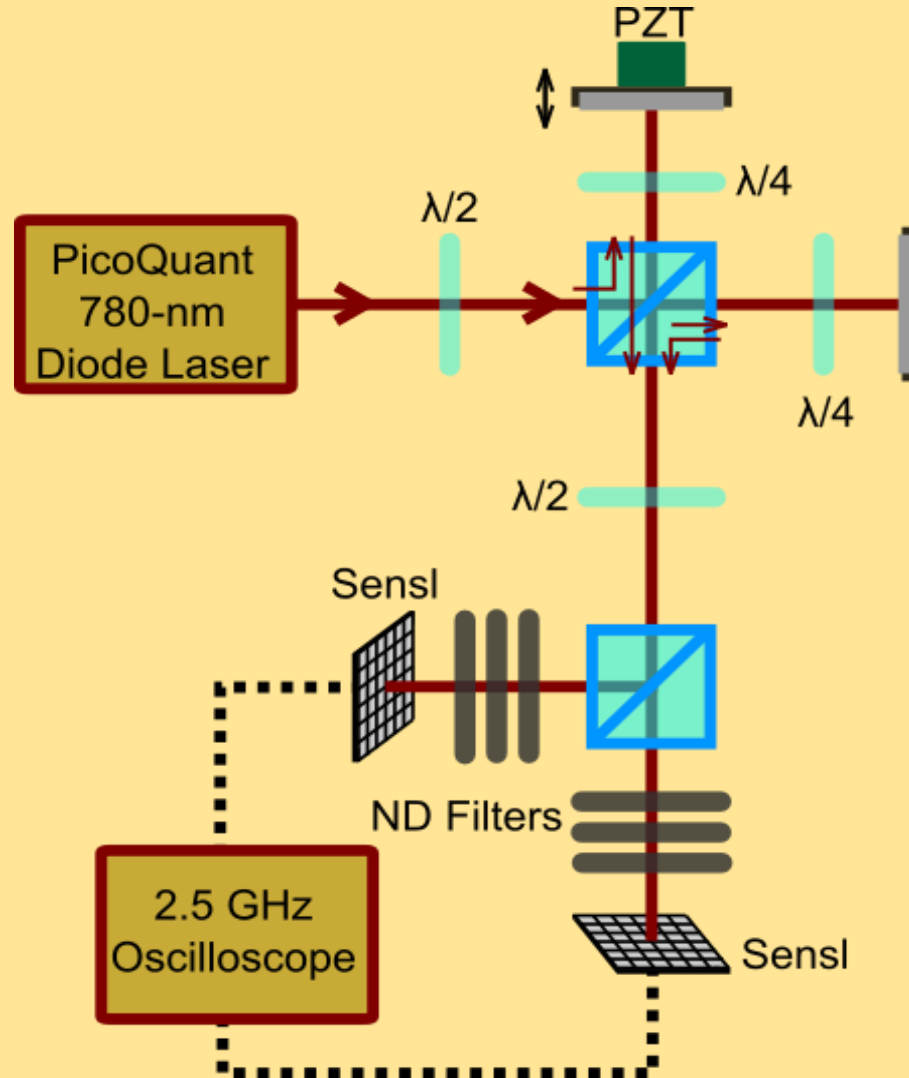 PZT
λ/4
λ/2
PicoQuant
780-nm
Diode Laser
λ/4
λ/2
Sensl
ND Filters
2.5 GHz
Oscilloscope
Sensl